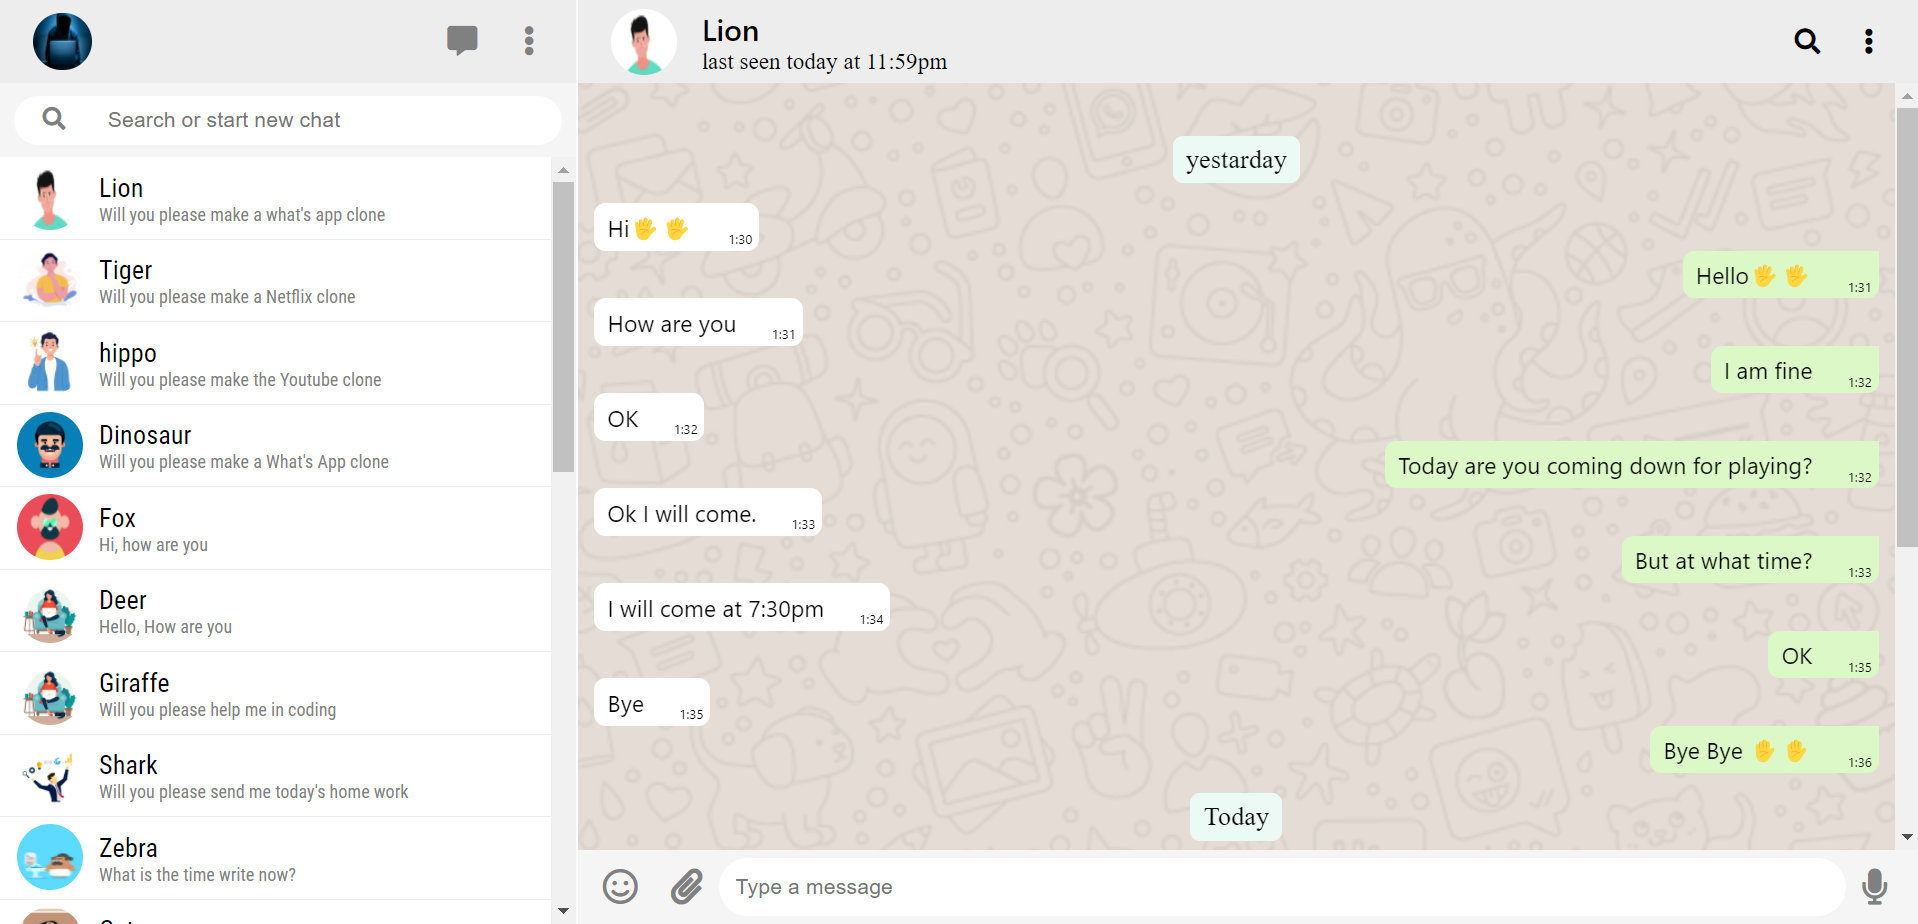 Search or start new chat
Lion
Will you please make a what's app clone
Tiger
Will you please make a Netflix clone
hippo
Will you please make the Youtube clone
Dinosaur
Will you please make a What's App clone
Fox
Hi, how are you
Deer
Hello, How are you
Giraffe
Will you please help me in coding
Shark
Will you please send me today's home work
Zebra
What is the time write now?
Lion
last seen today at 11:59pm
yestarday
Hi🖐 🖐 1:30
Hello🖐 🖐 1:31
How are you 1:31
I am fine 1:32
OK 1:32
Today are you coming down for playing? 1:32
Ok I will come. 1:33
But at what time? 1:33
I will come at 7:30pm 1:34
OK 1:35
Bye 1:35
Bye Bye 🖐 🖐 1:36
Today
Type a message